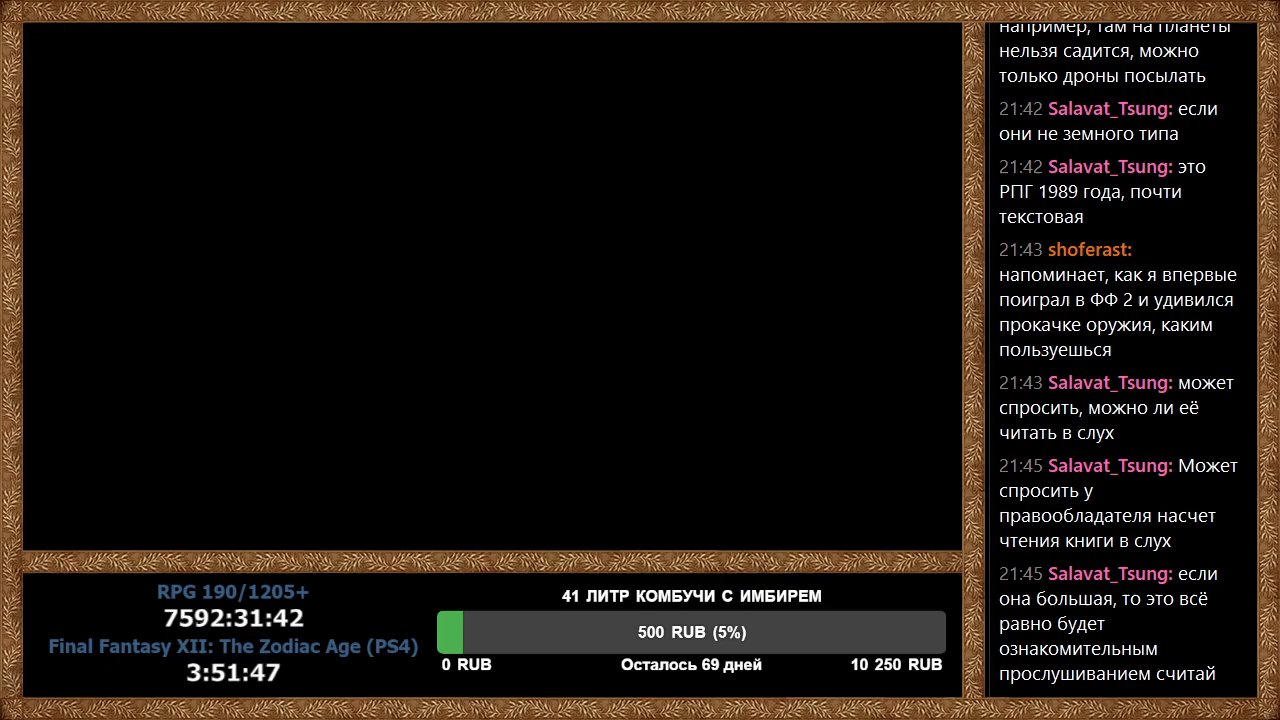 например, там на планеты
нельзя садится, можно
только дроны посылать
21:42 Salavat_Tsung: если
они не земного типа
21:42 Salavat_Tsung: это
РПГ 1989 года, почти
текстовая
21:43 shoferast:
напоминает, как я впервые
поиграл в ФФ 2 и удивился
прокачке оружия, каким
пользуешься
21:43 Salavat_Tsung: может
спросить, можно ли её
читать в слух
21:45 Salavat_Tsung: Может
спросить у
правообладателя насчет
чтения книги в слух
21:45 Salavat_Tsung: если
она большая, то это всё
равно будет
ознакомительным
прослушиванием считай
RPG 190/1205+
7592:31:42
Final Fantasy XII: The Zodiac Age (PS4)
3:51:47
41 ЛИТР КОМБУЧИ С ИМБИРЕМ
500 RUB (5%)
0 RUB Осталось 69 дней 10 250 RUB